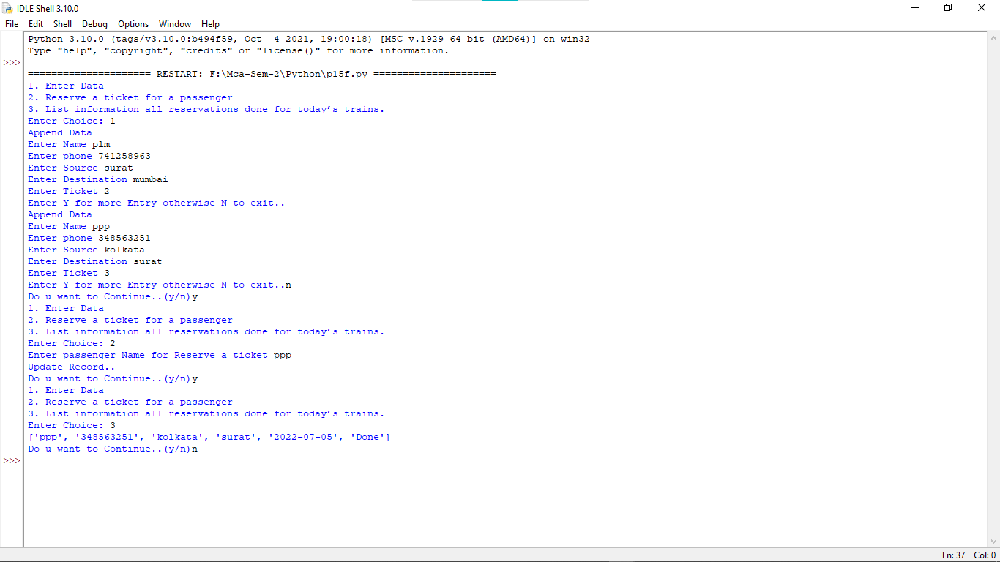 IDLE Shell 3.10.0
File Edit Shell Debug Options Window Help
Python 3.10.0 (tags/v3.10.0:b494f59, Oct  4 2021, 19:00:18) [MSC v.1929 64 bit (AMD64)] on win32
Type "help", "copyright", "credits" or "license()" for more information.
>>>
===================== RESTART: F:\Mca-Sem-2\Python\p15f.py =====================
1. Enter Data
2. Reserve a ticket for a passenger
3. List information all reservations done for today’s trains.
Enter Choice: 1
Append Data
Enter Name plm
Enter phone 741258963
Enter Source surat
Enter Destination mumbai
Enter Ticket 2
Enter Y for more Entry otherwise N to exit..
Append Data
Enter Name ppp
Enter phone 348563251
Enter Source kolkata
Enter Destination surat
Enter Ticket 3
Enter Y for more Entry otherwise N to exit..n
Do u want to Continue..(y/n)y
1. Enter Data
2. Reserve a ticket for a passenger
3. List information all reservations done for today’s trains.
Enter Choice: 2
Enter passenger Name for Reserve a ticket ppp
Update Record..
Do u want to Continue..(y/n)y
1. Enter Data
2. Reserve a ticket for a passenger
3. List information all reservations done for today’s trains.
Enter Choice: 3
['ppp', '348563251', 'kolkata', 'surat', '2022-07-05', 'Done']
Do u want to Continue..(y/n)n
>>>
Ln: 37 Col: 0